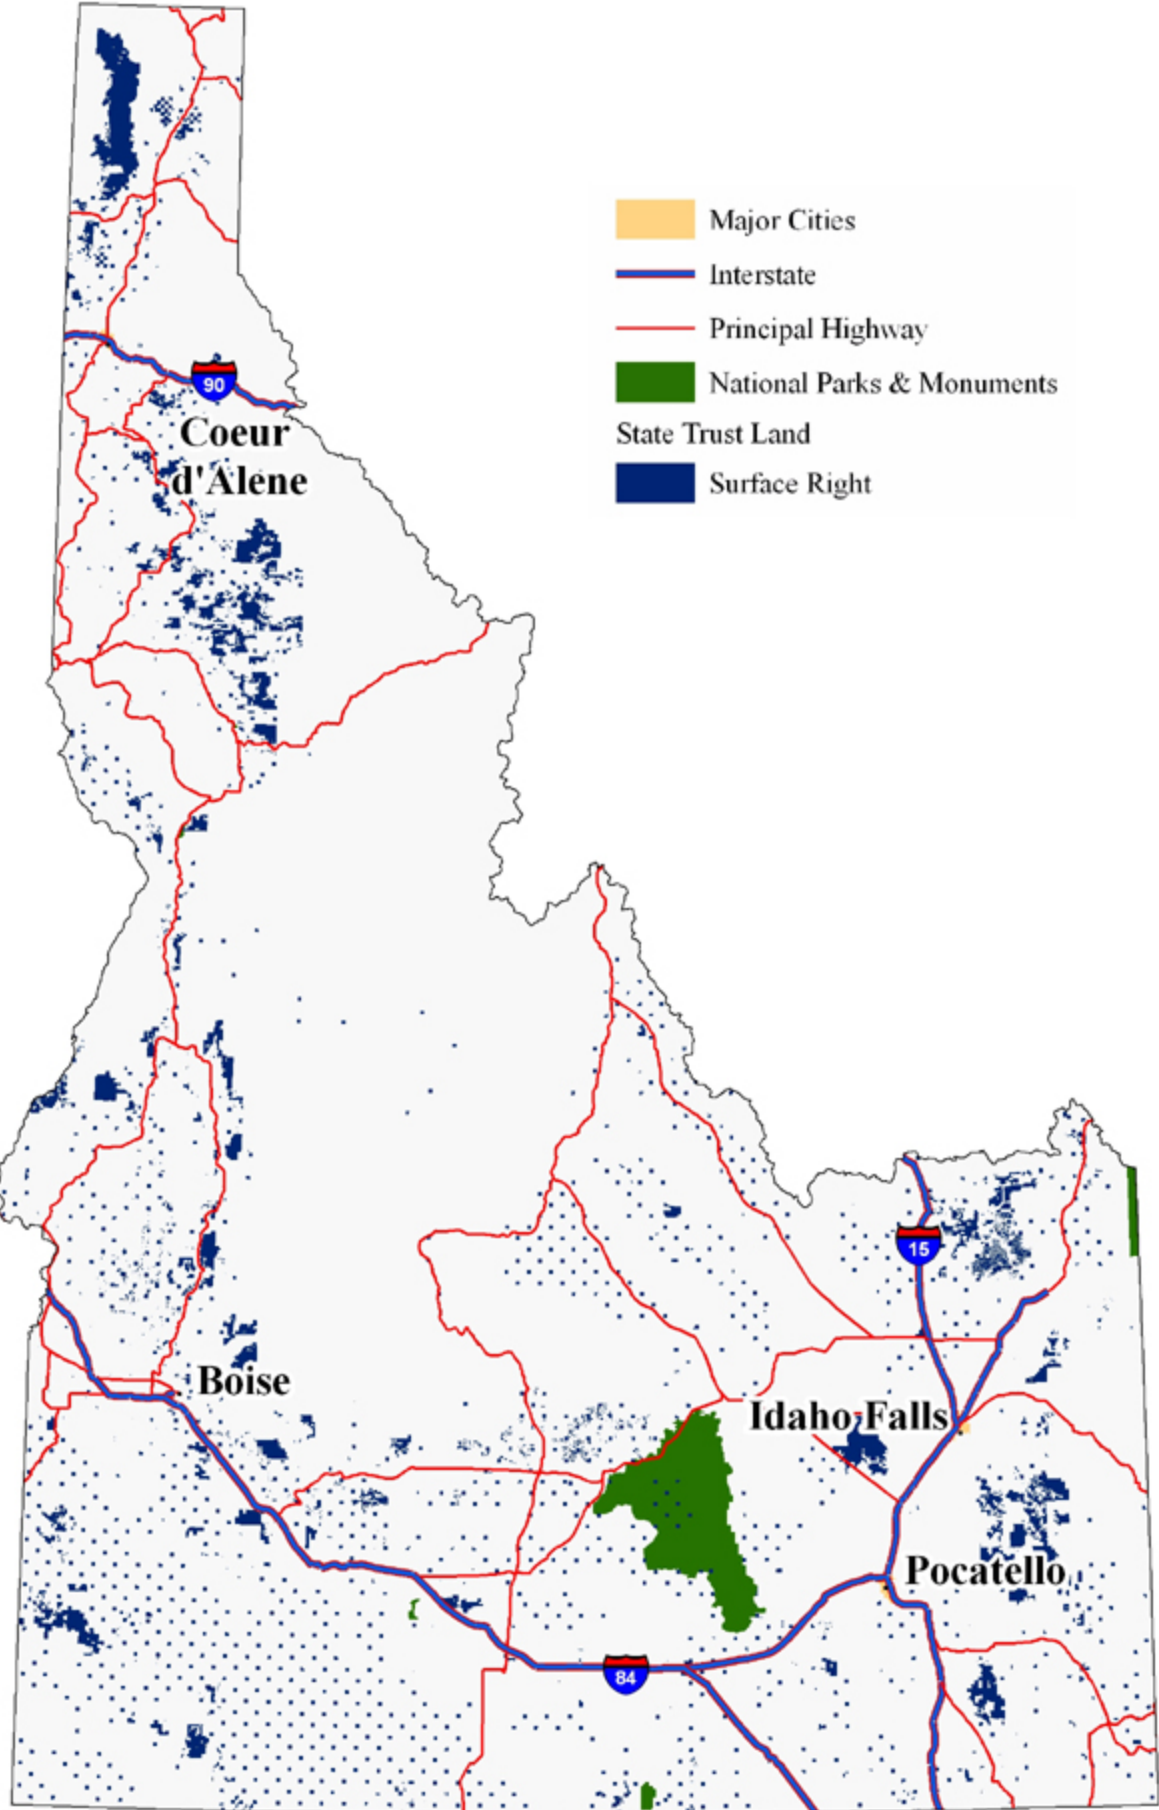 Major Cities
Interstate
Principal Highway
National Parks & Monuments
State Trust Land
Surface Right
90
Coeur
d'Alene
15
Boise
Idaho Falls
Pocatello
84